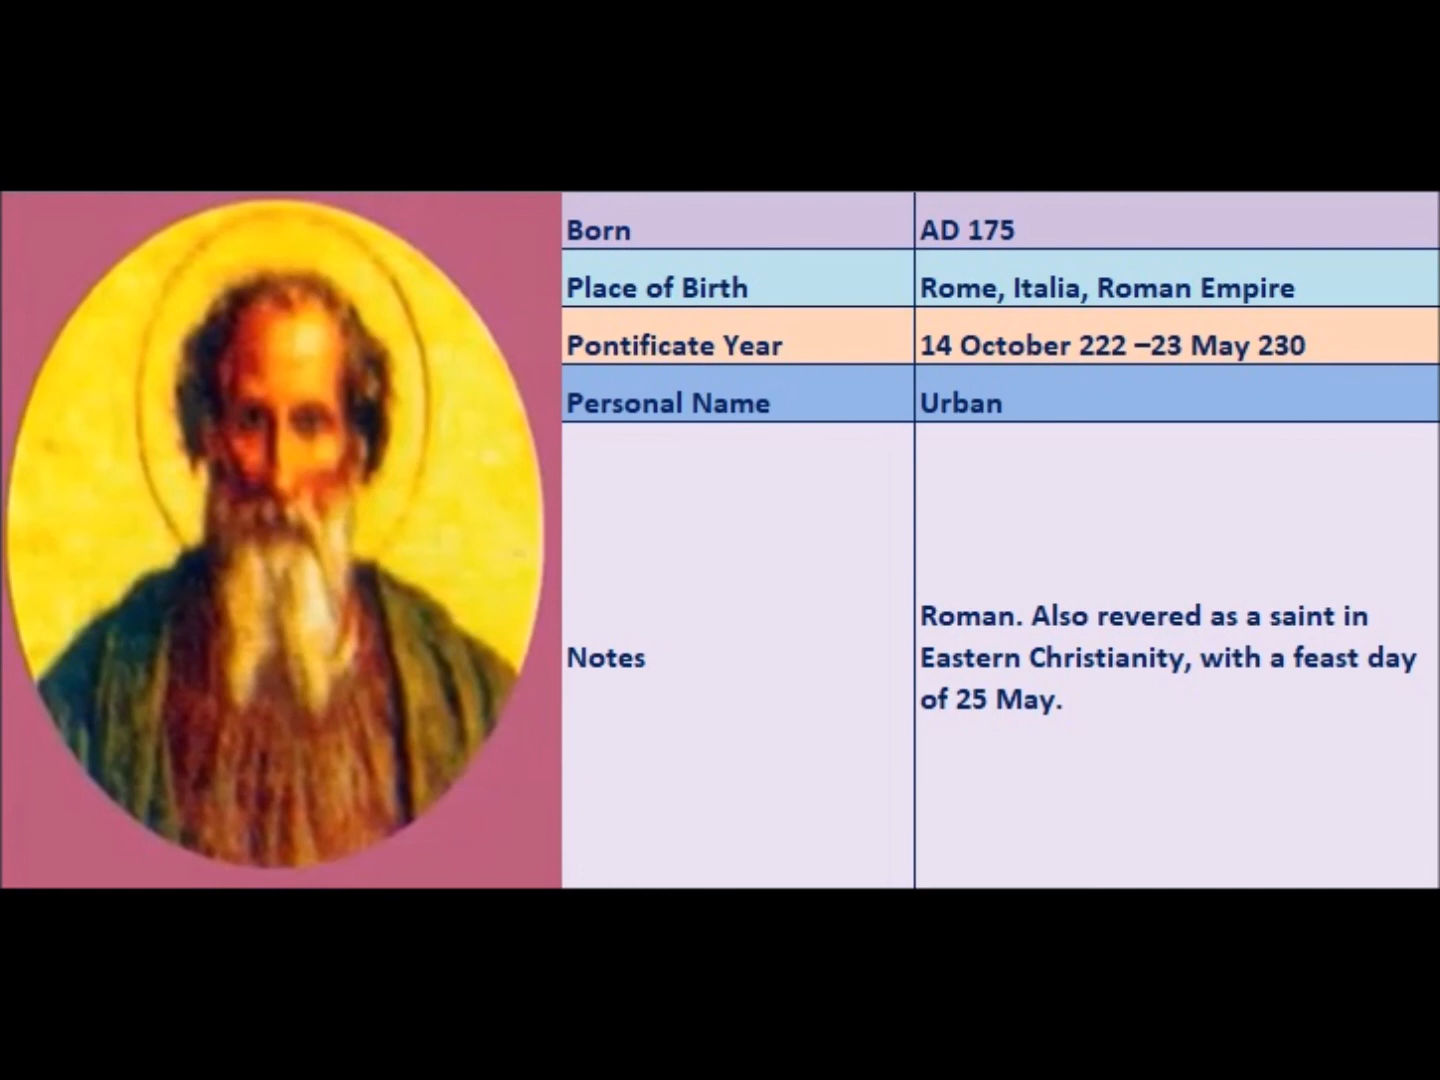 Born AD 175
Place of Birth Rome, Italia, Roman Empire
Pontificate Year 14 October 222 –23 May 230
Personal Name Urban
Notes Roman. Also revered as a saint in
Eastern Christianity, with a feast day
of 25 May.